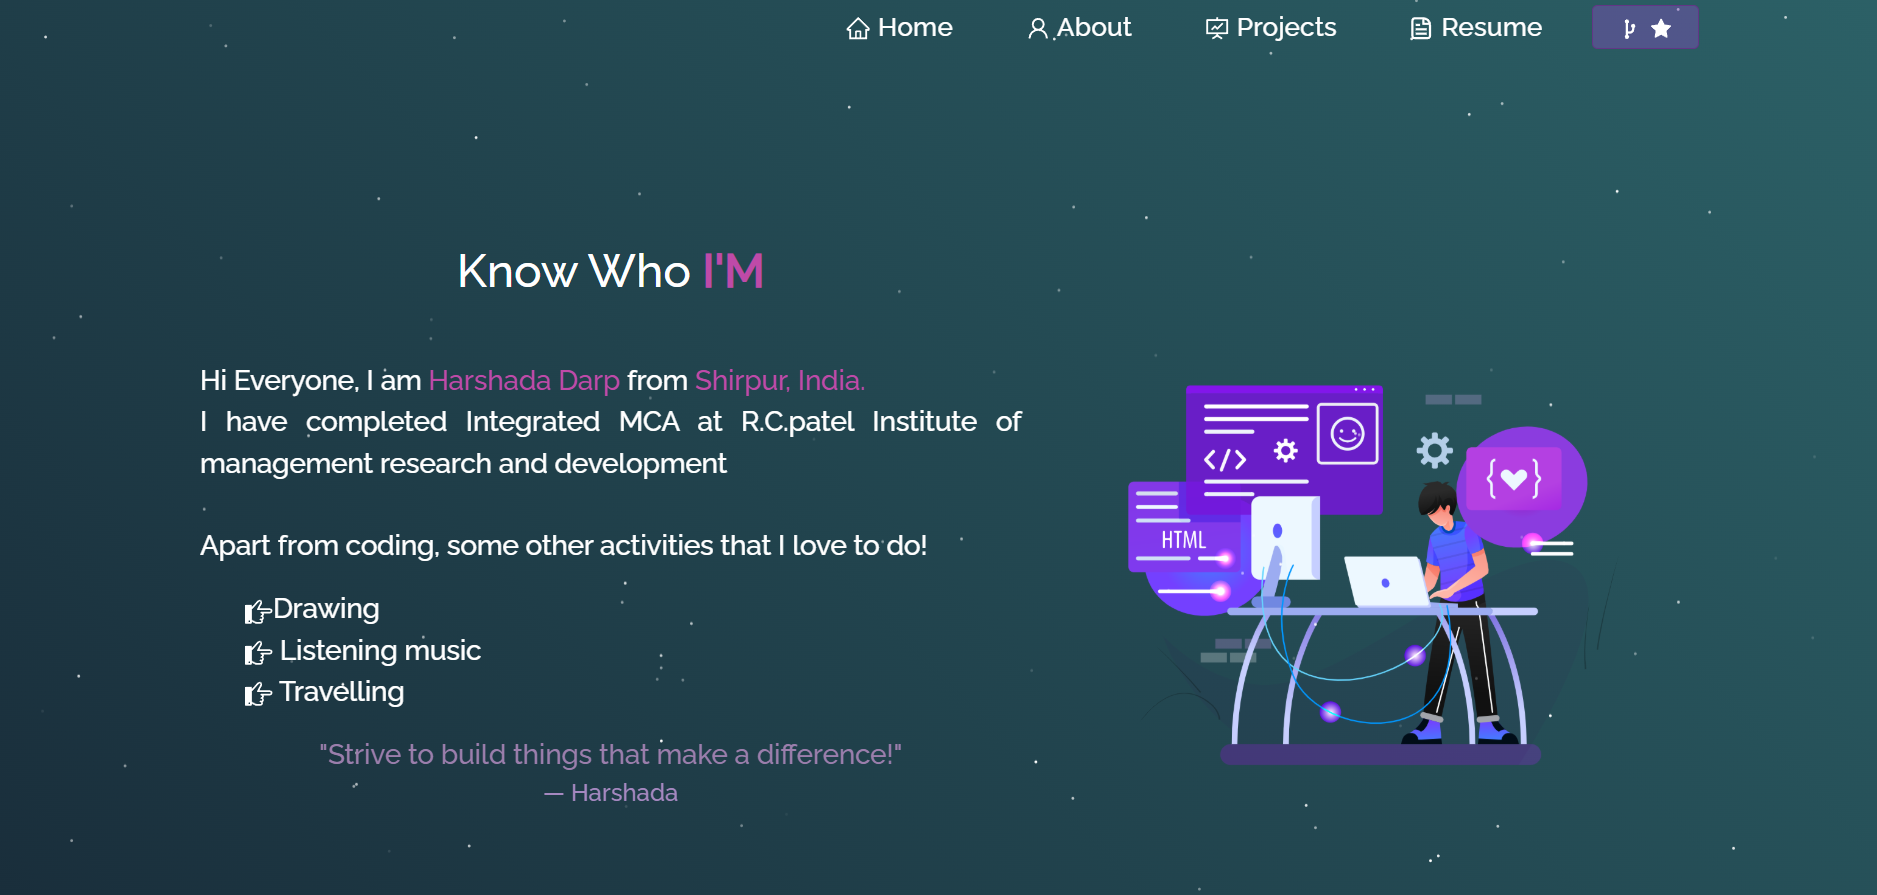 Home About Projects Resume
Know Who I'M
Hi Everyone, I am Harshada Darp from Shirpur, India.
I have completed Integrated MCA at R.C.patel Institute of
management research and development
Apart from coding, some other activities that I love to do!
Drawing
Listening music
Travelling
"Strive to build things that make a difference!"
— Harshada
</>
HTML
{ }